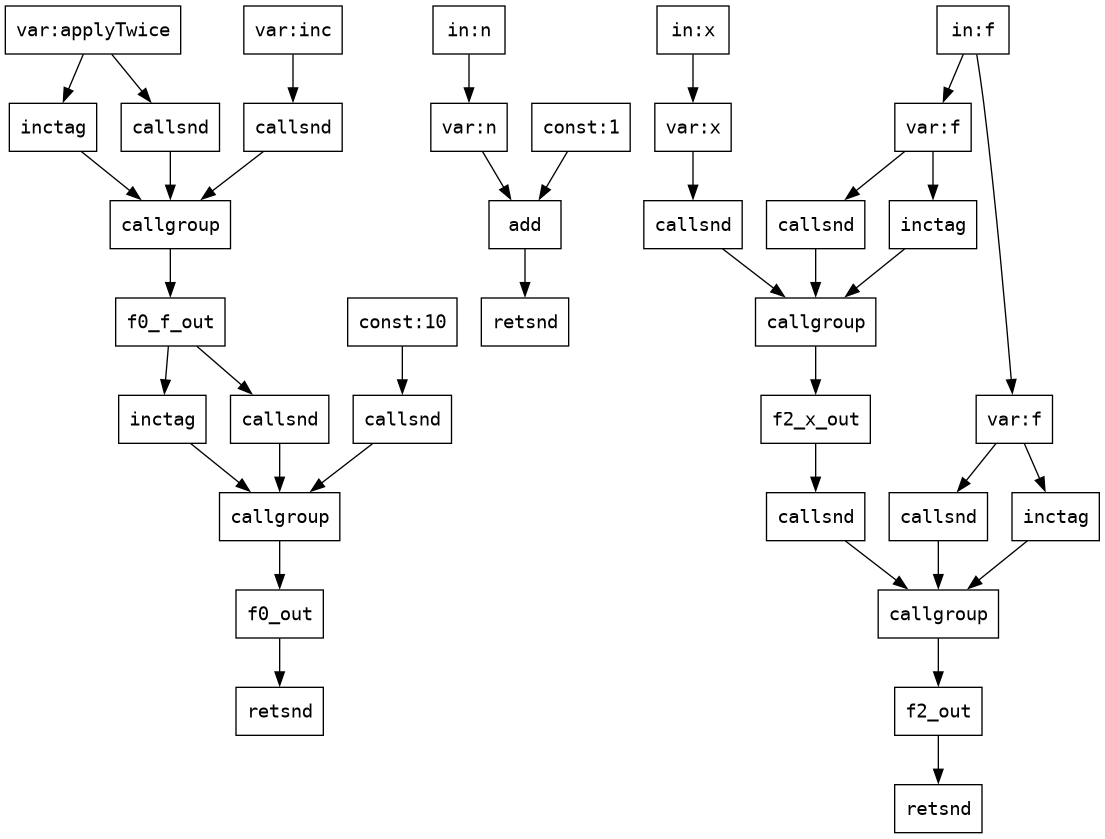 var:applyTwice
var:inc
in:n
in:x
in:f
inctag
callsnd
callsnd
var:n
const:1
var:x
var:f
callgroup
add
callsnd
callsnd
inctag
f0_f_out
const:10
retsnd
callgroup
inctag
callsnd
callsnd
f2_x_out
var:f
callgroup
callsnd
callsnd
inctag
f0_out
callgroup
retsnd
f2_out
retsnd